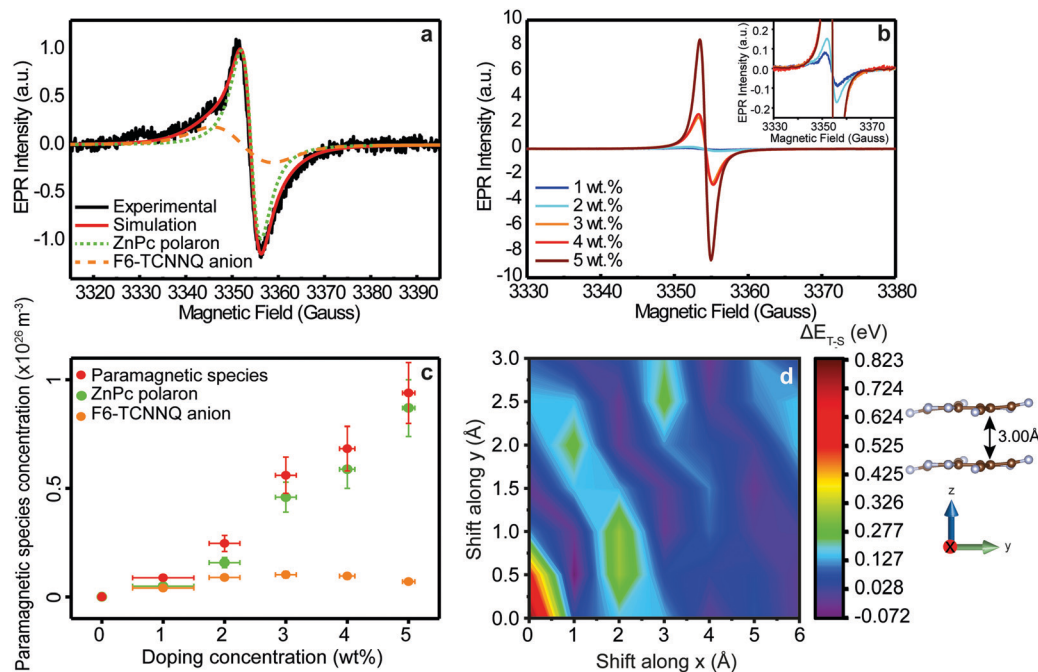 a
EPR Intensity (a.u.)
1.0
0.5
0.0
-0.5
-1.0
Experimental
Simulation
ZnPc polaron
F6-TCNNQ anion
3320 3330 3340 3350 3360 3370 3380 3390
Magnetic Field (Gauss)
b
EPR Intensity (a.u.)
10
8
6
4
2
0
-2
-4
-6
-8
-10
1 wt.%
2 wt.%
3 wt.%
4 wt.%
5 wt.%
3330 3340 3350 3360 3370 3380
Magnetic Field (Gauss)
EPR Intensity (a.u.)
0.2
0.1
0.0
-0.1
-0.2
3330 3350 3380
Magnetic Field (Gauss)
c
Paramagnetic species concentration (x10²⁶ m⁻³)
1
0.5
0
Paramagnetic species
ZnPc polaron
F6-TCNNQ anion
0 1 2 3 4 5
Doping concentration (wt%)
d
Shift along y (Å)
3.0
2.5
2.0
1.5
1.0
0.5
0.0
0 1 2 3 4 5 6
Shift along x (Å)
ΔE_T-S (eV)
0.823
0.724
0.624
0.525
0.425
0.326
0.277
0.127
0.028
-0.072
3.00Å
z
x
y